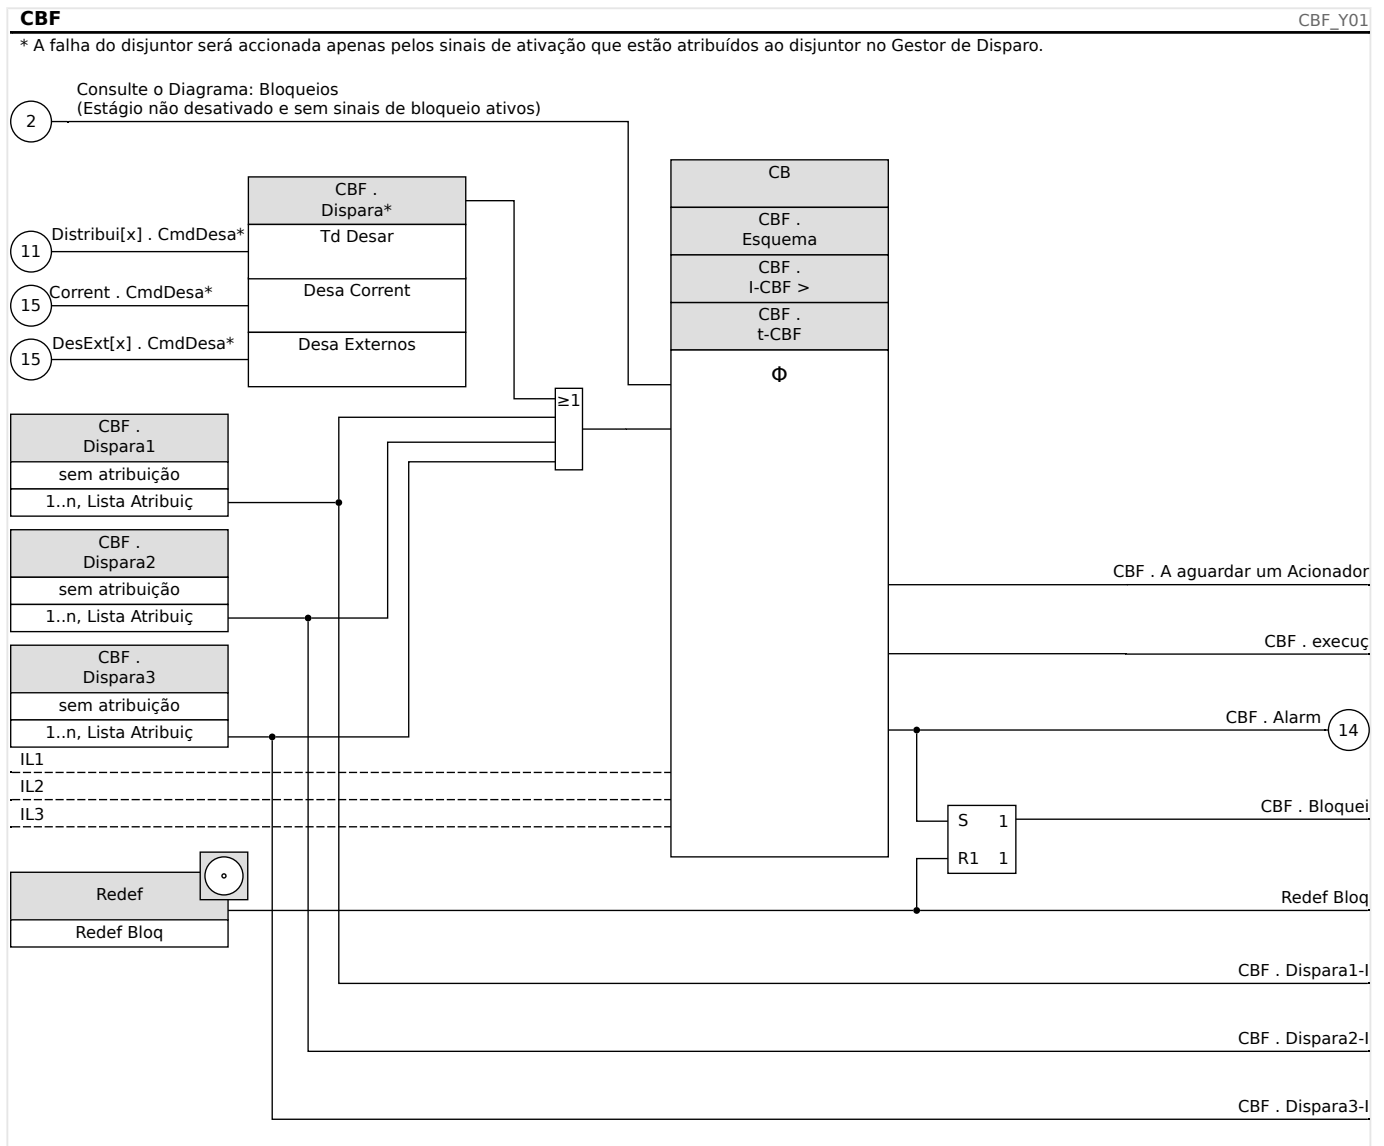 CBF
CBF_Y01
* A falha do disjuntor será accionada apenas pelos sinais de ativação que estão atribuídos ao disjuntor no Gestor de Disparo.
Consulte o Diagrama: Bloqueios
(Estágio não desativado e sem sinais de bloqueio ativos)
2
CBF .
Dispara*
Td Desar
Desa Corrent
Desa Externos
Distribui[x] . CmdDesa*
11
Corrent . CmdDesa*
15
DesExt[x] . CmdDesa*
15
CB
CBF .
Esquema
CBF .
I-CBF >
CBF .
t-CBF
Φ
≥1
CBF .
Dispara1
sem atribuição
1..n, Lista Atribuiç
CBF .
Dispara2
sem atribuição
1..n, Lista Atribuiç
CBF .
Dispara3
sem atribuição
1..n, Lista Atribuiç
IL1
IL2
IL3
CBF . A aguardar um Acionador
CBF . execuç
CBF . Alarm
14
S 1
R1 1
CBF . Bloquei
Redef
Redef Bloq
Redef Bloq
CBF . Dispara1-I
CBF . Dispara2-I
CBF . Dispara3-I